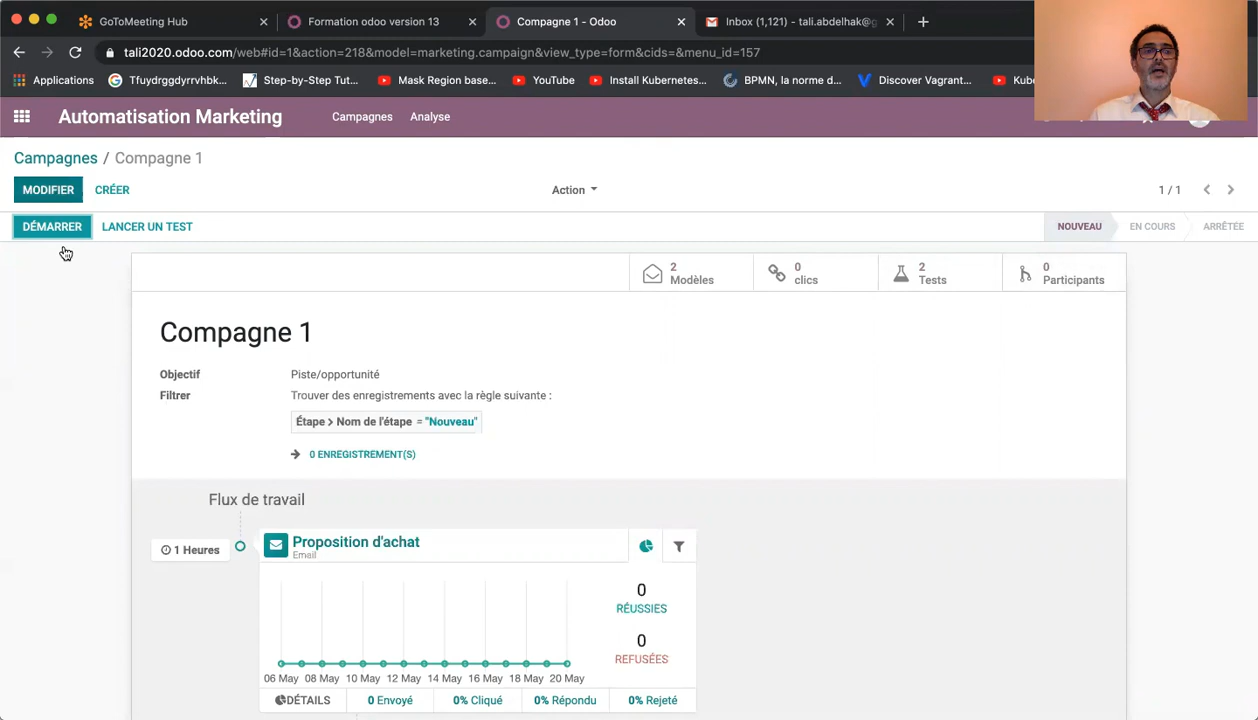 GoToMeeting Hub
Formation odoo version 13
Compagne 1 - Odoo
Inbox (1,121) - tali.abdelhak@g
tali2020.odoo.com/web#id=1&action=218&model=marketing.campaign&view_type=form&cids=&menu_id=157
Applications
Tfuydrggdyrrvhbk...
Step-by-Step Tut...
Mask Region base...
YouTube
Install Kubernetes...
BPMN, la norme d...
Discover Vagrant...
Kube
Automatisation Marketing
Campagnes
Analyse
Campagnes / Compagne 1
MODIFIER
CRÉER
Action
1 / 1
DÉMARRER
LANCER UN TEST
NOUVEAU
EN COURS
ARRÊTÉE
2
Modèles
0
clics
2
Tests
0
Participants
Compagne 1
Objectif
Piste/opportunité
Filtrer
Trouver des enregistrements avec la règle suivante :
Étape > Nom de l'étape = "Nouveau"
0 ENREGISTREMENT(S)
Flux de travail
1 Heures
Proposition d'achat
Email
0
RÉUSSIES
0
REFUSÉES
06 May 08 May 10 May 12 May 14 May 16 May 18 May 20 May
DÉTAILS
0 Envoyé
0% Cliqué
0% Répondu
0% Rejeté